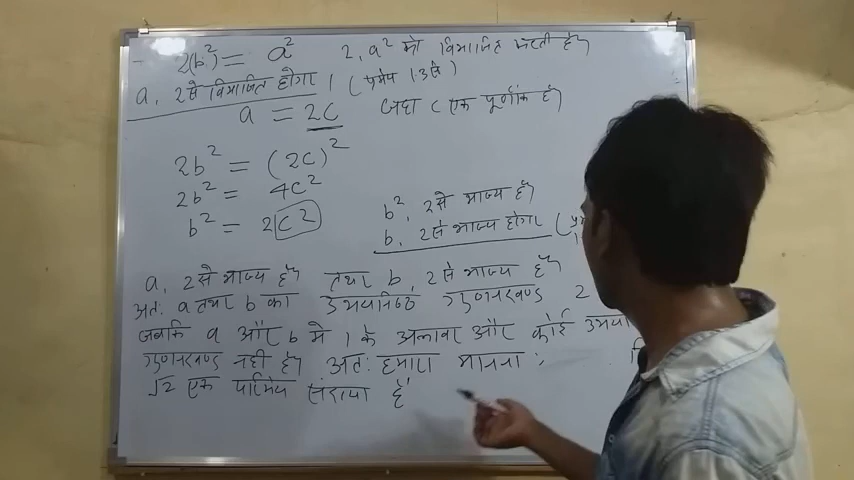 2(b²) = a² 2, a² को विभाजित करती है
a, 2 से विभाजित होगा । (प्रमेय 1.3 से)
a = 2C जहा C एक पूर्णांक है
2b² = (2C)²
2b² = 4C²
b² = 2C²
b², 2 से भाज्य है
b, 2 से भाज्य होगा (
a, 2 से भाज्य है तथा b, 2 से भाज्य है
अतः a तथा b का उभयनिष्ठ गुणनखण्ड 2
जबकि a और b मे 1 के अलावा और कोई उभया
गुणनखण्ड नही है। अतः हमारा मानना
√2 एक परिमेय संख्या है